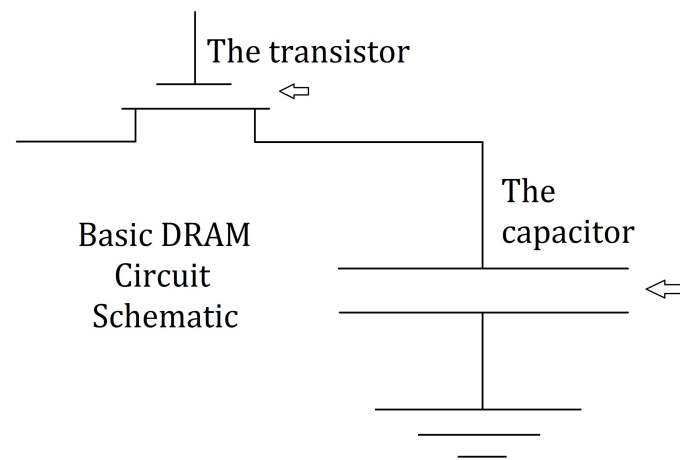 The transistor
The
capacitor
Basic DRAM
Circuit
Schematic